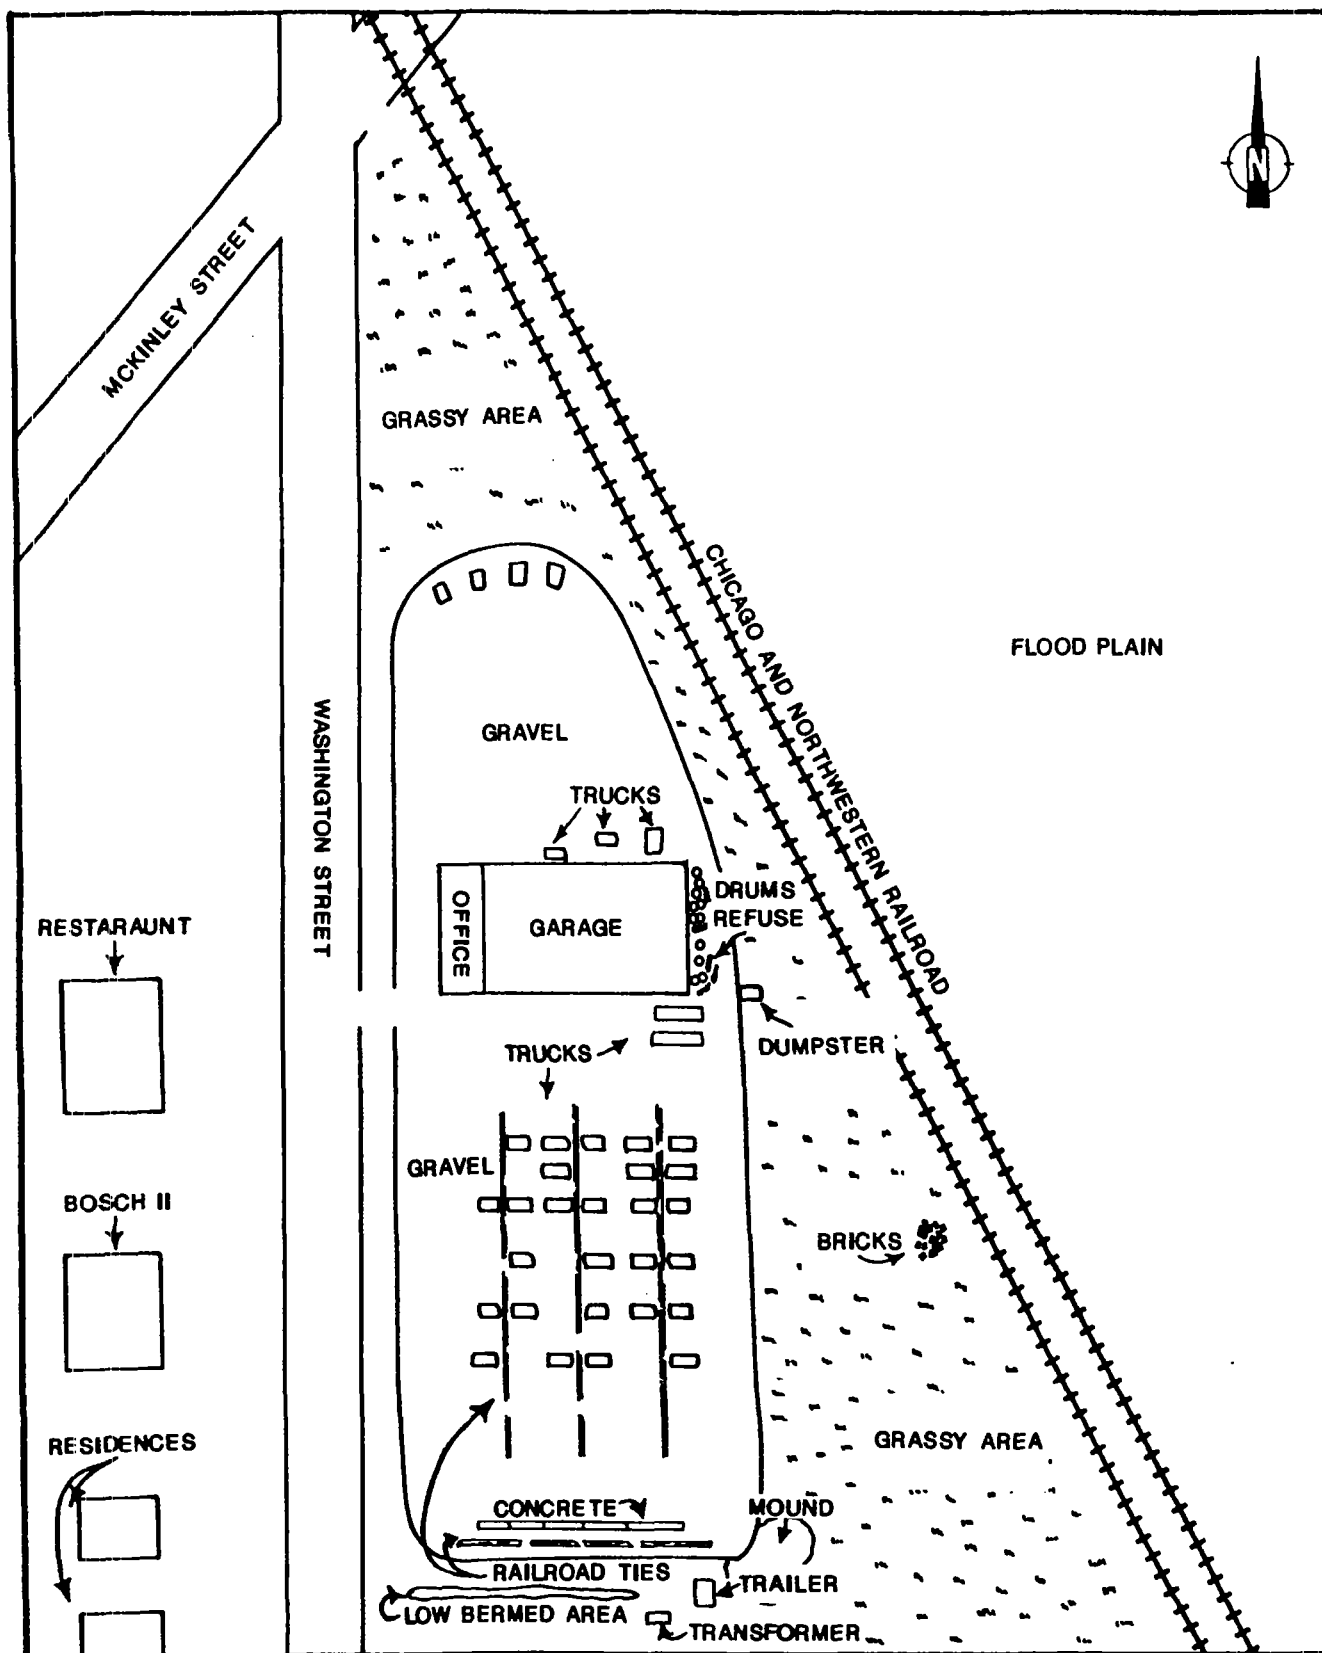 N
MCKINLEY STREET
GRASSY AREA
CHICAGO AND NORTHWESTERN RAILROAD
FLOOD PLAIN
WASHINGTON STREET
GRAVEL
TRUCKS
OFFICE
GARAGE
DRUMS
REFUSE
RESTARAUNT
DUMPSTER
TRUCKS
GRAVEL
BOSCH II
BRICKS
RESIDENCES
GRASSY AREA
CONCRETE
MOUND
RAILROAD TIES
TRAILER
LOW BERMED AREA
TRANSFORMER